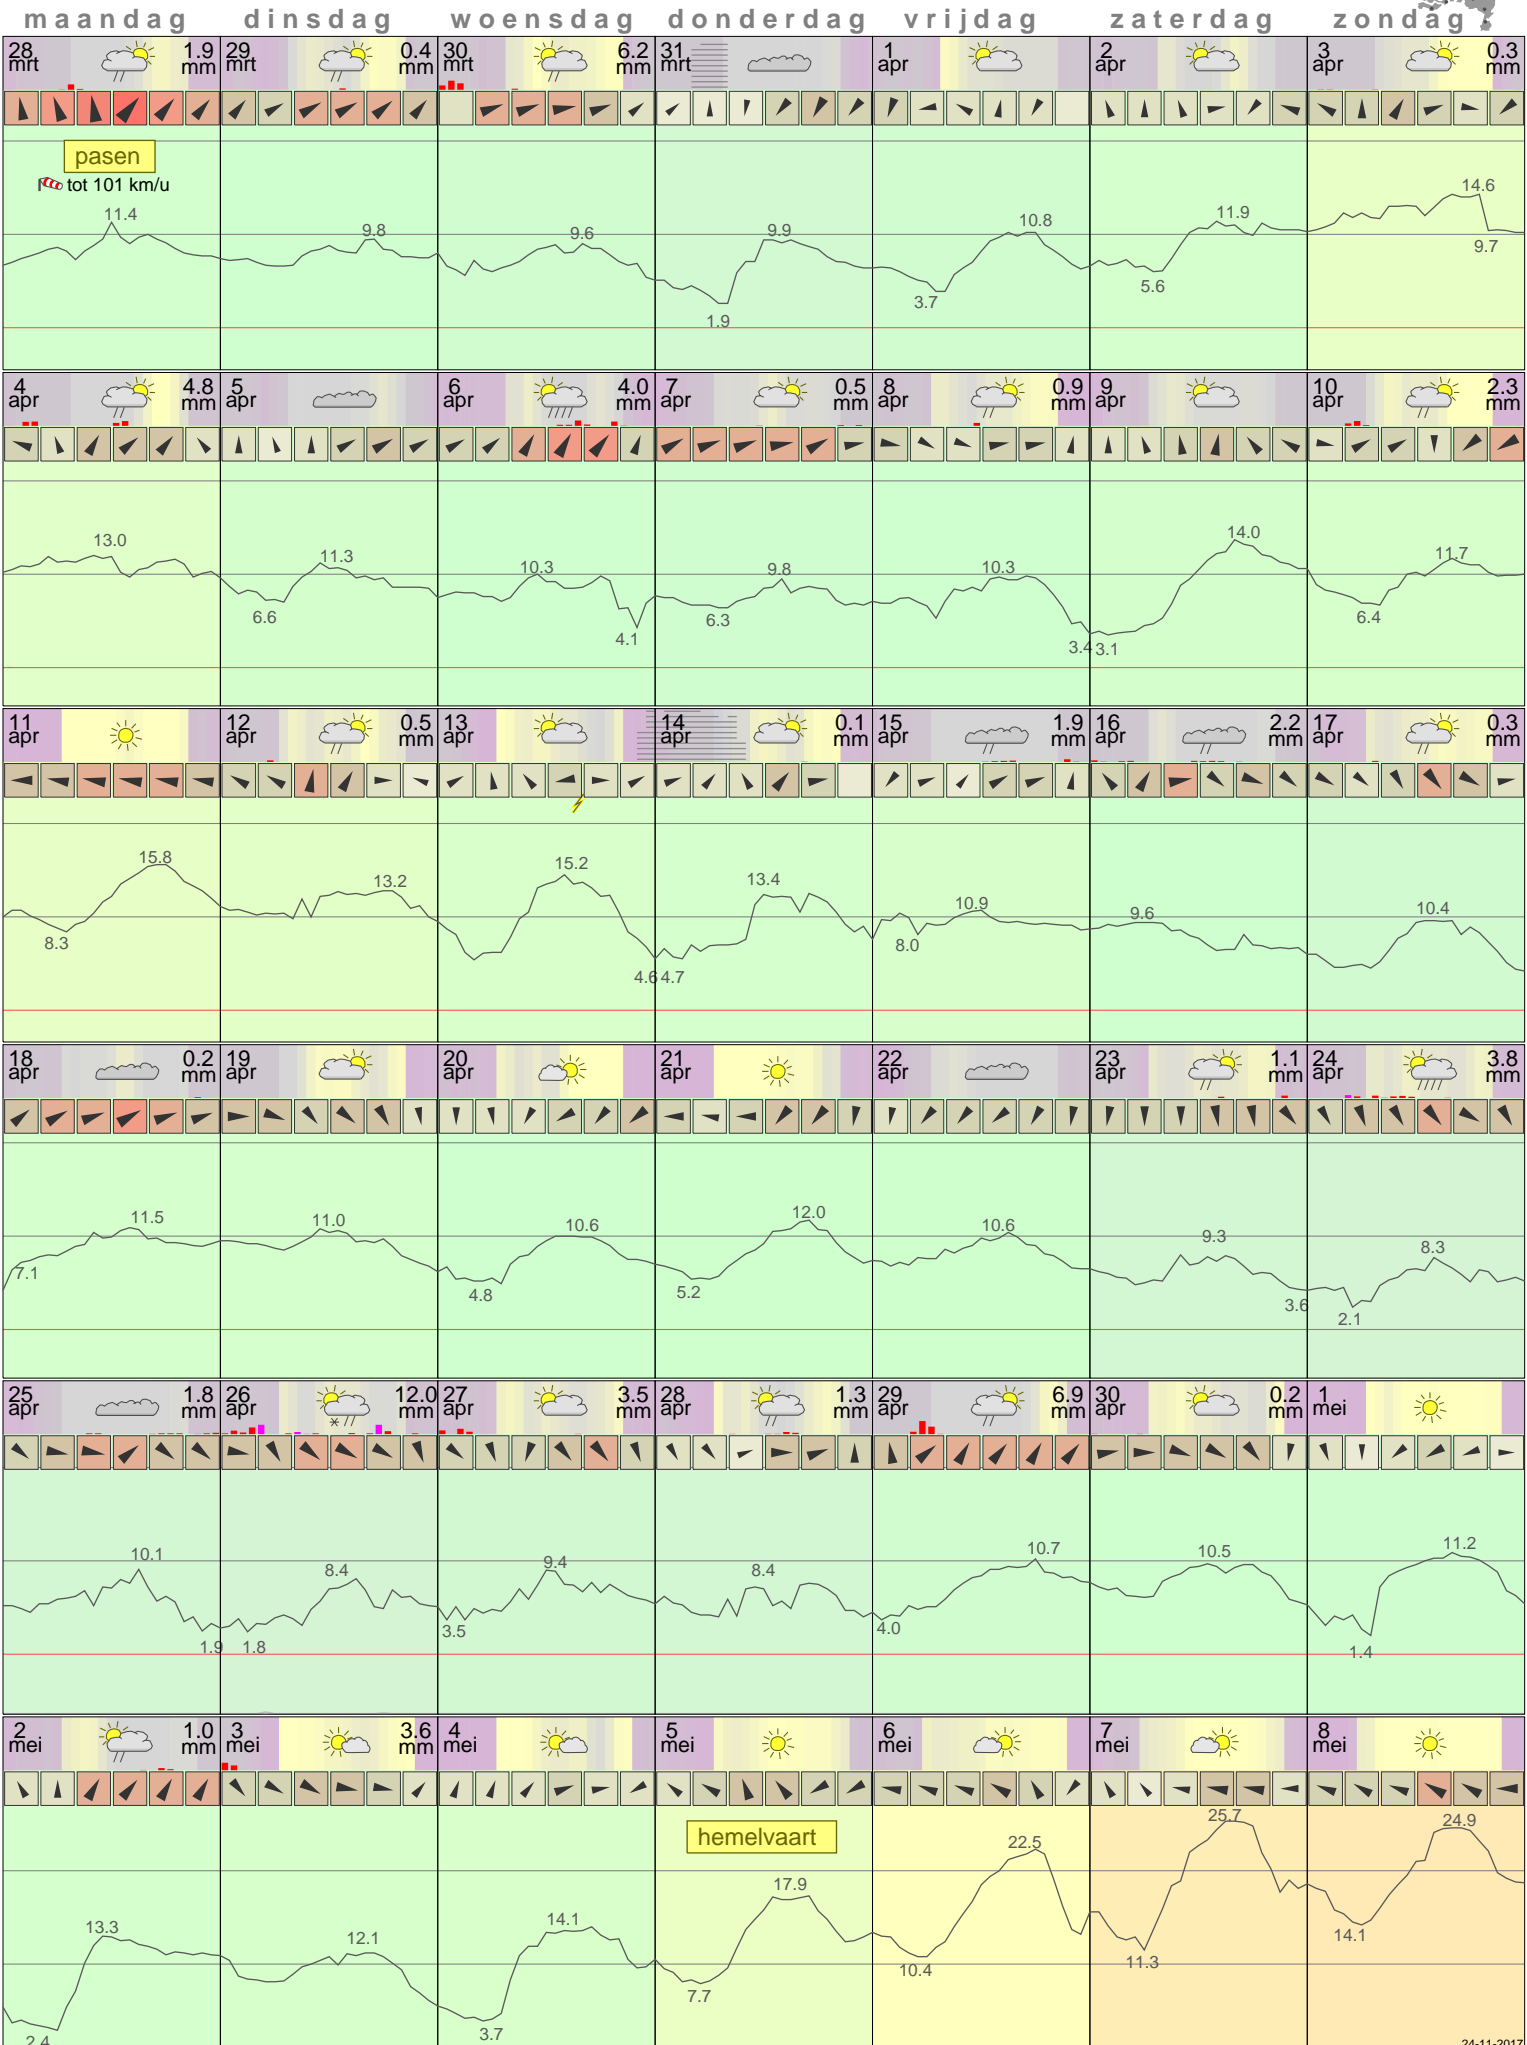 maandag dinsdag woensdag donderdag vrijdag zaterdag zondag
28 1.9 29 0.4 30 6.2 31 1 2 3 0.3
mrt mm mrt mm mrt mm mrt apr apr apr mm
pasen
tot 101 km/u
11.4 9.8 9.6 9.9 10.8 11.9 14.6
1.9 3.7 5.6 9.7
4 4.8 5 6 4.0 7 0.5 8 0.9 9 10 2.3
apr mm apr apr mm apr mm apr mm apr apr mm
13.0 11.3 10.3 9.8 10.3 14.0 11.7
6.6 4.1 6.3 3.4 3.1 6.4
11 12 0.5 13 14 0.1 15 1.9 16 2.2 17 0.3
apr apr mm apr apr mm apr mm apr mm apr mm
15.8 13.2 15.2 13.4 10.9 9.6 10.4
8.3 4.6 4.7 8.0
18 0.2 19 20 21 22 23 1.1 24 3.8
apr mm apr apr apr apr apr mm apr mm
11.5 11.0 10.6 12.0 10.6 9.3 8.3
7.1 4.8 5.2 3.6 2.1
25 1.8 26 12.0 27 3.5 28 1.3 29 6.9 30 0.2 1
apr mm apr mm apr mm apr mm apr mm apr mm mei
10.1 8.4 9.4 8.4 10.7 10.5 11.2
1.9 1.8 3.5 4.0 1.4
2 1.0 3 3.6 4 5 6 7 8
mei mm mei mm mei mei mei mei mei
hemelvaart
13.3 12.1 14.1 17.9 22.5 25.7 24.9
2.4 3.7 7.7 10.4 11.3 14.1
24-11-2017